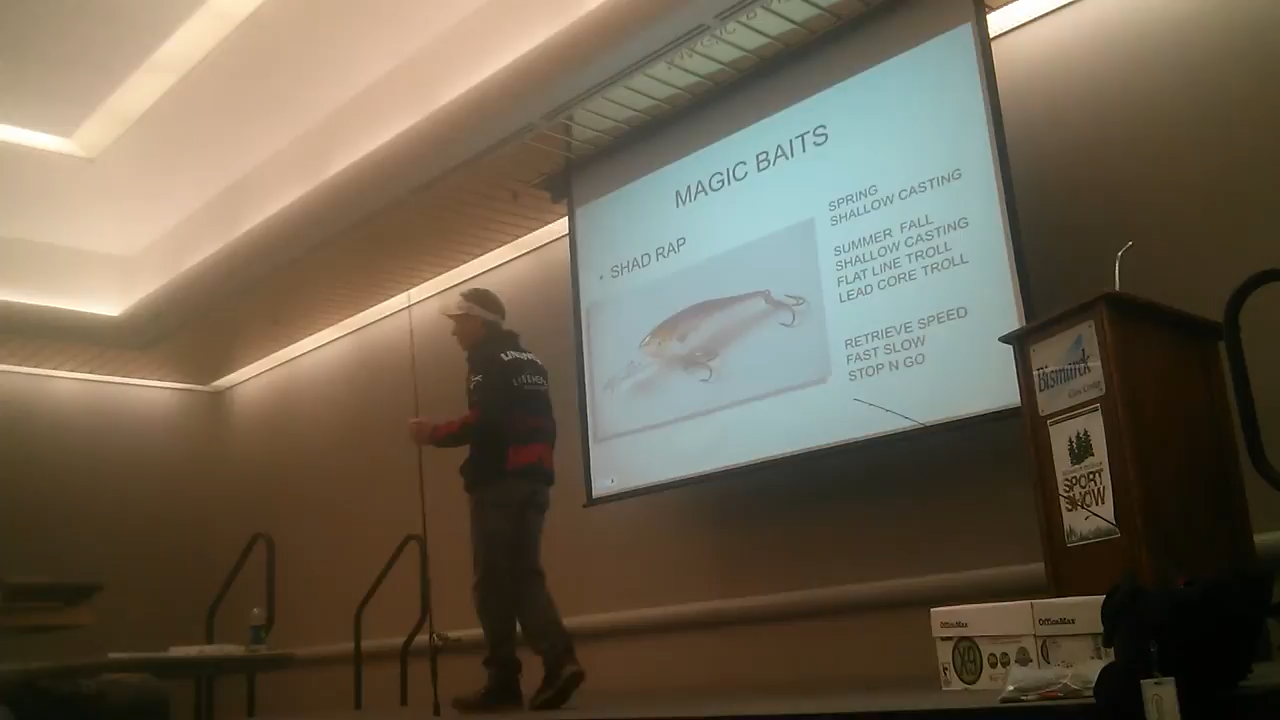 MAGIC BAITS
• SHAD RAP
SPRING
SHALLOW CASTING
SUMMER FALL
SHALLOW CASTING
FLAT LINE TROLL
LEAD CORE TROLL
RETRIEVE SPEED
FAST SLOW
STOP N GO
Bismarck
SPORT
SHOW
OfficeMax
OfficeMax
X9